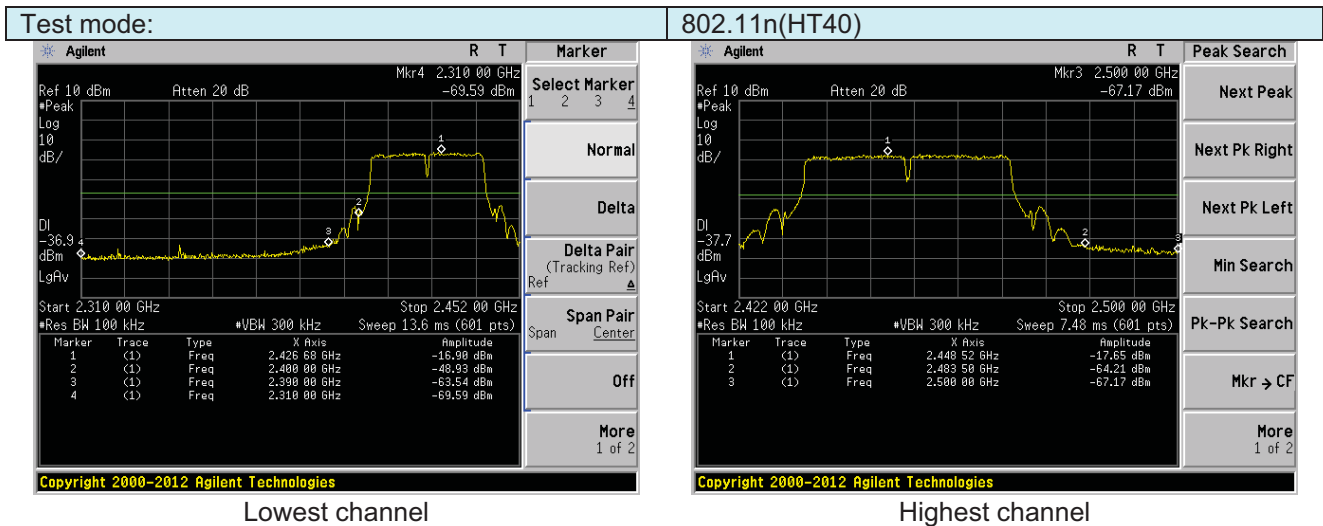 Test mode:
802.11n(HT40)
Agilent
R T
Mkr4 2.310 00 GHz
Ref 10 dBm
Atten 20 dB
-69.59 dBm
#Peak
Log
10
dB/
DI
-36.9
dBm
LgAv
1
2
3
4
Start 2.310 00 GHz
Stop 2.452 00 GHz
#Res BW 100 kHz
#VBW 300 kHz
Sweep 13.6 ms (601 pts)
Marker Trace Type X Axis Amplitude
1 (1) Freq 2.426 68 GHz -16.90 dBm
2 (1) Freq 2.400 00 GHz -48.93 dBm
3 (1) Freq 2.390 00 GHz -63.54 dBm
4 (1) Freq 2.310 00 GHz -69.59 dBm
Marker
Select Marker
1 2 3 4
Normal
Delta
Delta Pair
(Tracking Ref)
Ref Δ
Span Pair
Span Center
Off
More
1 of 2
Copyright 2000-2012 Agilent Technologies
Lowest channel
Agilent
R T
Mkr3 2.500 00 GHz
Ref 10 dBm
Atten 20 dB
-67.17 dBm
#Peak
Log
10
dB/
DI
-37.7
dBm
LgAv
1
2
3
Start 2.422 00 GHz
Stop 2.500 00 GHz
#Res BW 100 kHz
#VBW 300 kHz
Sweep 7.48 ms (601 pts)
Marker Trace Type X Axis Amplitude
1 (1) Freq 2.448 52 GHz -17.65 dBm
2 (1) Freq 2.483 50 GHz -64.21 dBm
3 (1) Freq 2.500 00 GHz -67.17 dBm
Peak Search
Next Peak
Next Pk Right
Next Pk Left
Min Search
Pk-Pk Search
Mkr → CF
More
1 of 2
Copyright 2000-2012 Agilent Technologies
Highest channel